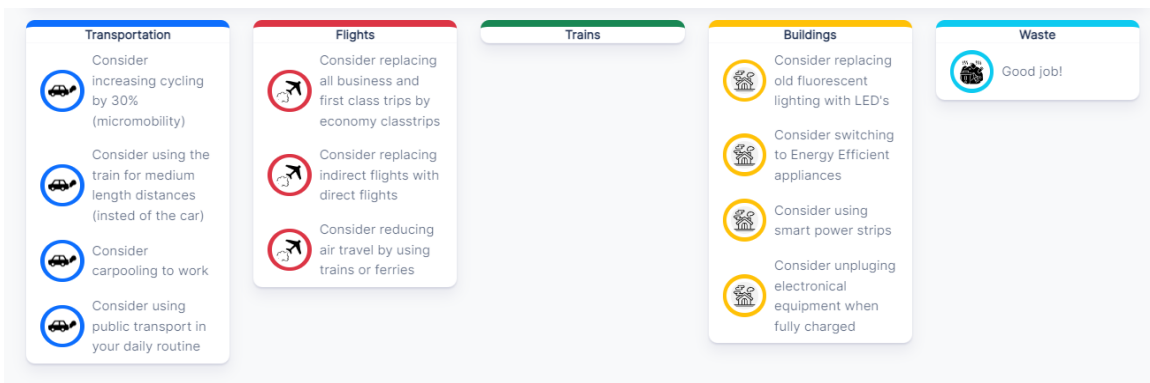 Transportation
Consider
increasing cycling
by 30%
(micromobility)
Consider using the
train for medium
length distances
(insted of the car)
Consider
carpooling to work
Consider using
public transport in
your daily routine
Flights
Consider replacing
all business and
first class trips by
economy classtrips
Consider replacing
indirect flights with
direct flights
Consider reducing
air travel by using
trains or ferries
Trains
Buildings
Consider replacing
old fluorescent
lighting with LED's
Consider switching
to Energy Efficient
appliances
Consider using
smart power strips
Consider unpluging
electronical
equipment when
fully charged
Waste
Good job!